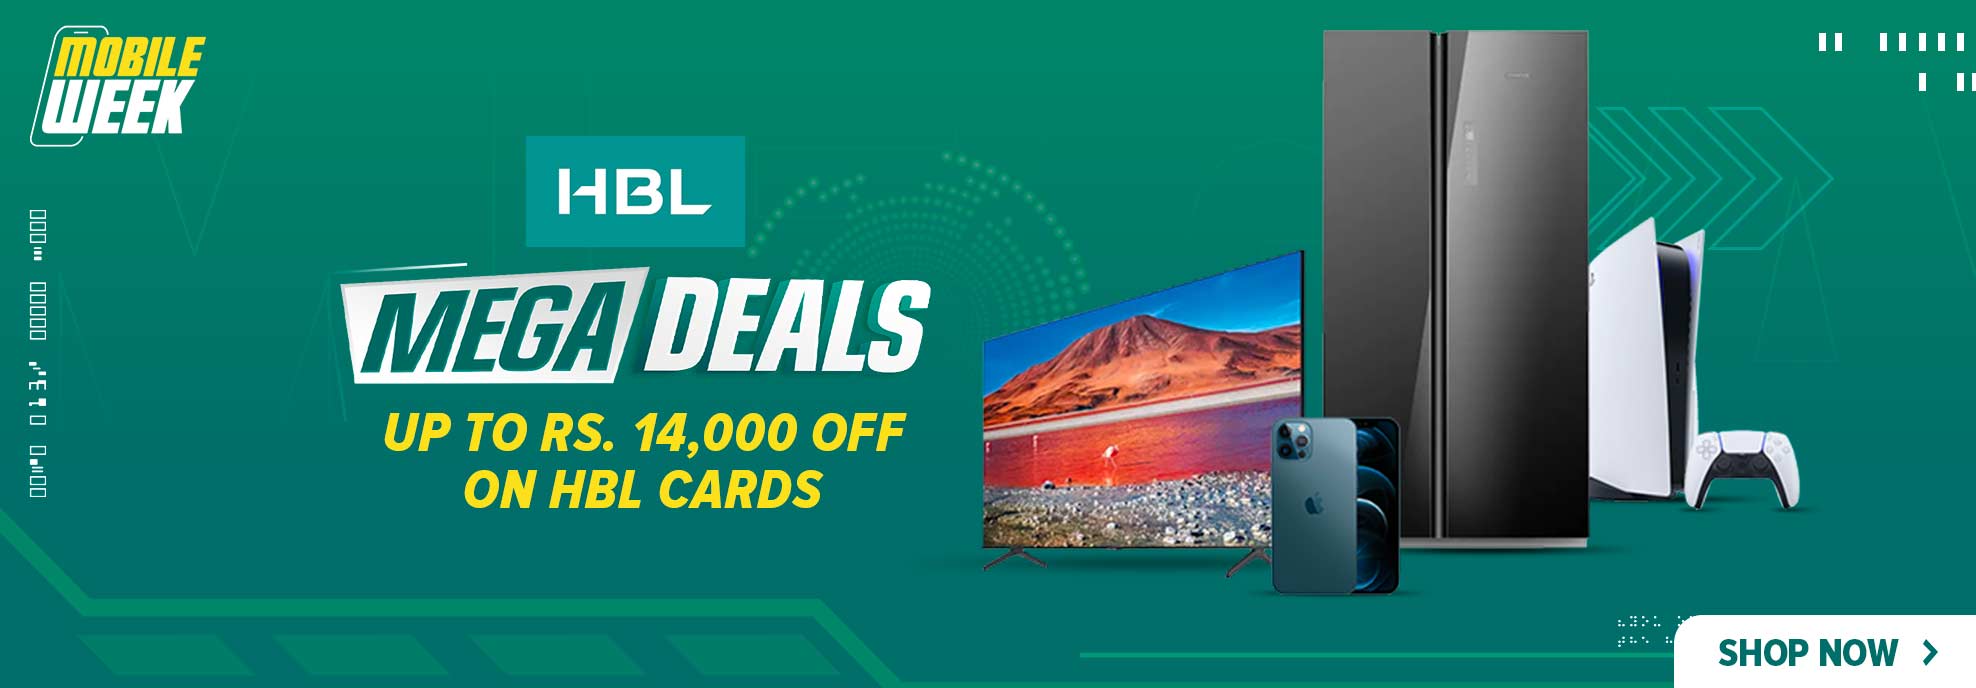 MOBILE
WEEK
HBL
MEGA DEALS
UP TO RS. 14,000 OFF
ON HBL CARDS
SHOP NOW